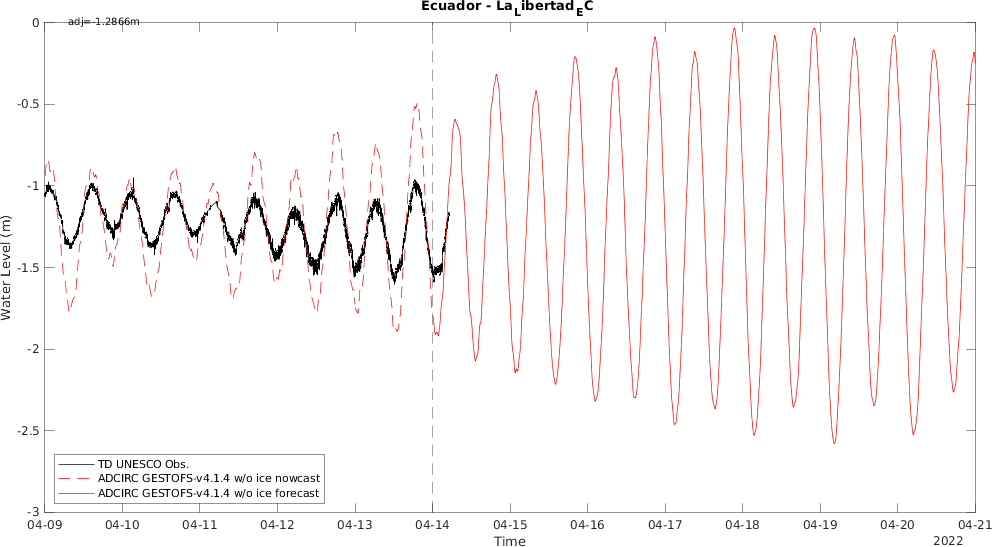 Ecuador - LaLibertadEC
adj=-1.2866m
0
-0.5
-1
-1.5
-2
-2.5
-3
Water Level (m)
TD UNESCO Obs.
ADCIRC GESTOFS-v4.1.4 w/o ice nowcast
ADCIRC GESTOFS-v4.1.4 w/o ice forecast
04-09 04-10 04-11 04-12 04-13 04-14 04-15 04-16 04-17 04-18 04-19 04-20 04-21
Time
2022